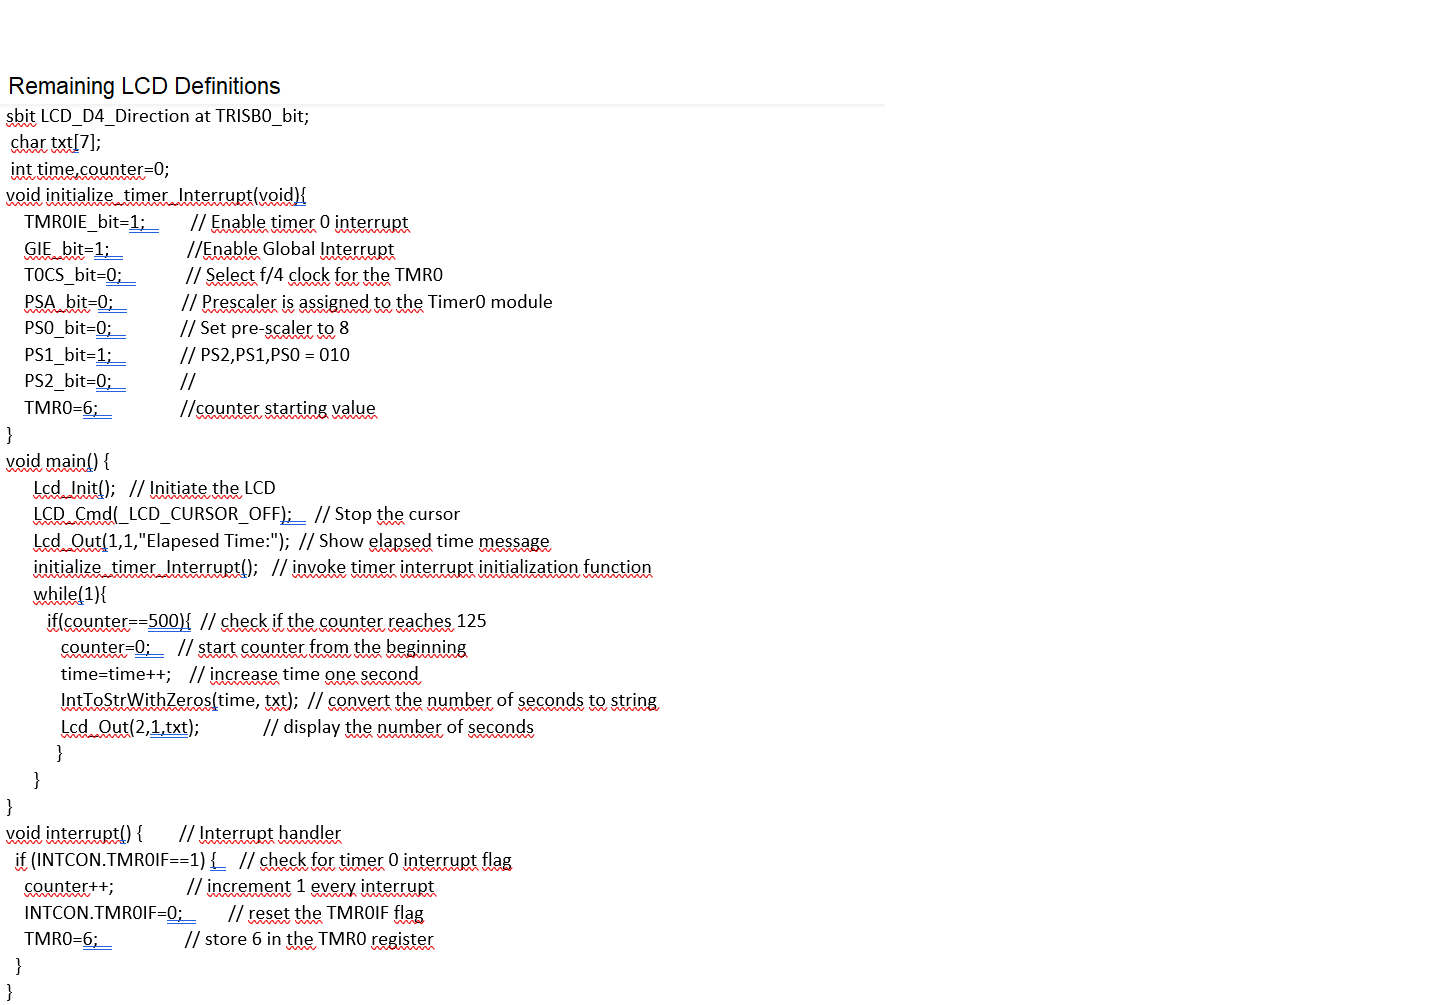 Remaining LCD Definitions
sbit LCD_D4_Direction at TRISB0_bit;
char txt[7];
int time,counter=0;
void initialize_timer_Interrupt(void){
TMR0IE_bit=1; // Enable timer 0 interrupt
GIE_bit=1; //Enable Global Interrupt
T0CS_bit=0; // Select f/4 clock for the TMR0
PSA_bit=0; // Prescaler is assigned to the Timer0 module
PS0_bit=0; // Set pre-scaler to 8
PS1_bit=1; // PS2,PS1,PS0 = 010
PS2_bit=0; //
TMR0=6; //counter starting value
}
void main() {
Lcd_Init(); // Initiate the LCD
LCD_Cmd(_LCD_CURSOR_OFF); // Stop the cursor
Lcd_Out(1,1,"Elapesed Time:"); // Show elapsed time message
initialize_timer_Interrupt(); // invoke timer interrupt initialization function
while(1){
if(counter==500){ // check if the counter reaches 125
counter=0; // start counter from the beginning
time=time++; // increase time one second
IntToStrWithZeros(time, txt); // convert the number of seconds to string
Lcd_Out(2,1,txt); // display the number of seconds
}
}
}
void interrupt() { // Interrupt handler
if (INTCON.TMR0IF==1) { // check for timer 0 interrupt flag
counter++; // increment 1 every interrupt
INTCON.TMR0IF=0; // reset the TMR0IF flag
TMR0=6; // store 6 in the TMR0 register
}
}